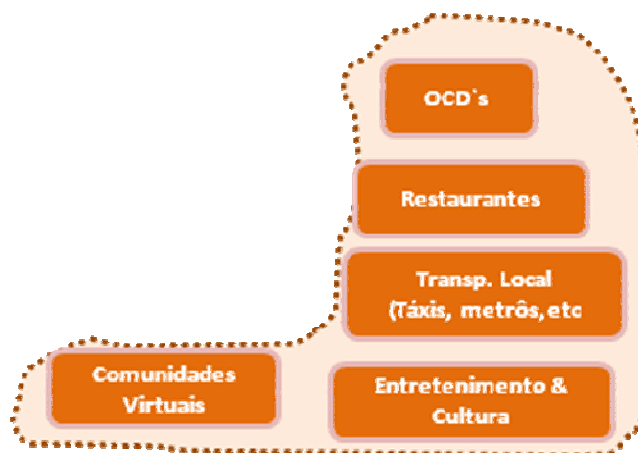 OCD`s
Restaurantes
Transp. Local
(Táxis, metrôs,etc
Comunidades
Virtuais
Entretenimento &
Cultura